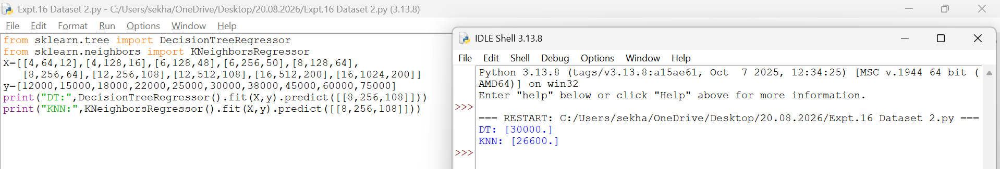 Expt.16 Dataset 2.py - C:/Users/sekha/OneDrive/Desktop/20.08.2026/Expt.16 Dataset 2.py (3.13.8)
File Edit Format Run Options Window Help
from sklearn.tree import DecisionTreeRegressor
from sklearn.neighbors import KNeighborsRegressor
X=[[4,64,12],[4,128,16],[6,128,48],[6,256,50],[8,128,64],
[8,256,64],[12,256,108],[12,512,108],[16,512,200],[16,1024,200]]
y=[12000,15000,18000,22000,25000,30000,38000,45000,60000,75000]
print("DT:",DecisionTreeRegressor().fit(X,y).predict([[8,256,108]]))
print("KNN:",KNeighborsRegressor().fit(X,y).predict([[8,256,108]]))
IDLE Shell 3.13.8
File Edit Shell Debug Options Window Help
Python 3.13.8 (tags/v3.13.8:a15ae61, Oct  7 2025, 12:34:25) [MSC v.1944 64 bit (
AMD64)] on win32
Enter "help" below or click "Help" above for more information.
>>>
=== RESTART: C:/Users/sekha/OneDrive/Desktop/20.08.2026/Expt.16 Dataset 2.py ===
DT: [30000.]
KNN: [26600.]
>>>